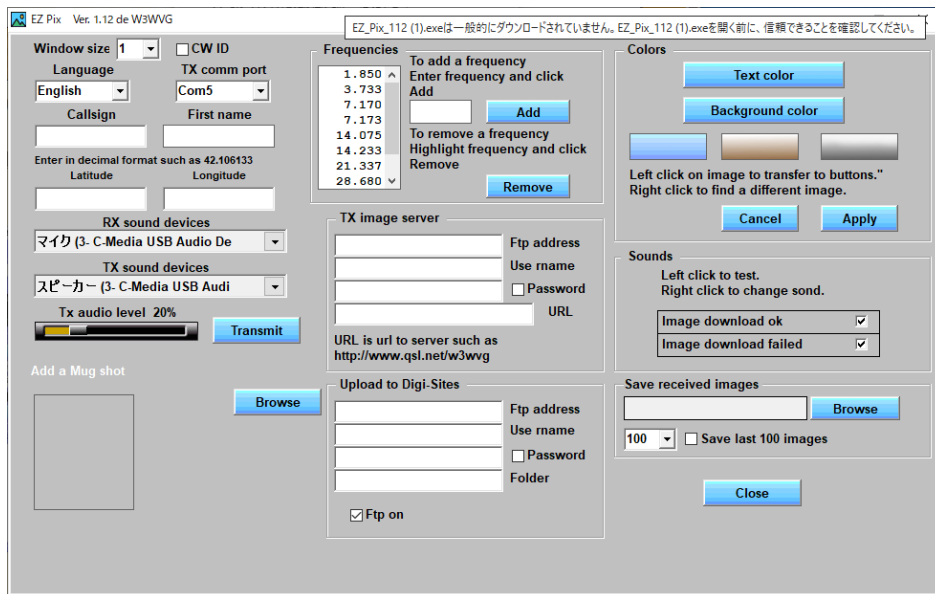 EZ Pix Ver. 1.12 de W3WVG
EZ_Pix_112 (1).exeは一般的にダウンロードされていません。EZ_Pix_112 (1).exeを開く前に、信頼できることを確認してください。
Window size 1 CW ID
Language TX comm port
English Com5
Callsign First name
Enter in decimal format such as 42.106133
Latitude Longitude
RX sound devices
マイク (3- C-Media USB Audio De
TX sound devices
スピーカー (3- C-Media USB Audi
Tx audio level 20%
Transmit
Add a Mug shot
Browse
Frequencies
1.850
3.733
7.170
7.173
14.075
14.233
21.337
28.680
To add a frequency
Enter frequency and click
Add
Add
To remove a frequency
Highlight frequency and click
Remove
Remove
TX image server
Ftp address
Use rname
Password
URL
URL is url to server such as
http://www.qsl.net/w3wvg
Upload to Digi-Sites
Ftp address
Use rname
Password
Folder
Ftp on
Colors
Text color
Background color
Left click on image to transfer to buttons."
Right click to find a different image.
Cancel Apply
Sounds
Left click to test.
Right click to change sond.
Image download ok
Image download failed
Save received images
Browse
100 Save last 100 images
Close